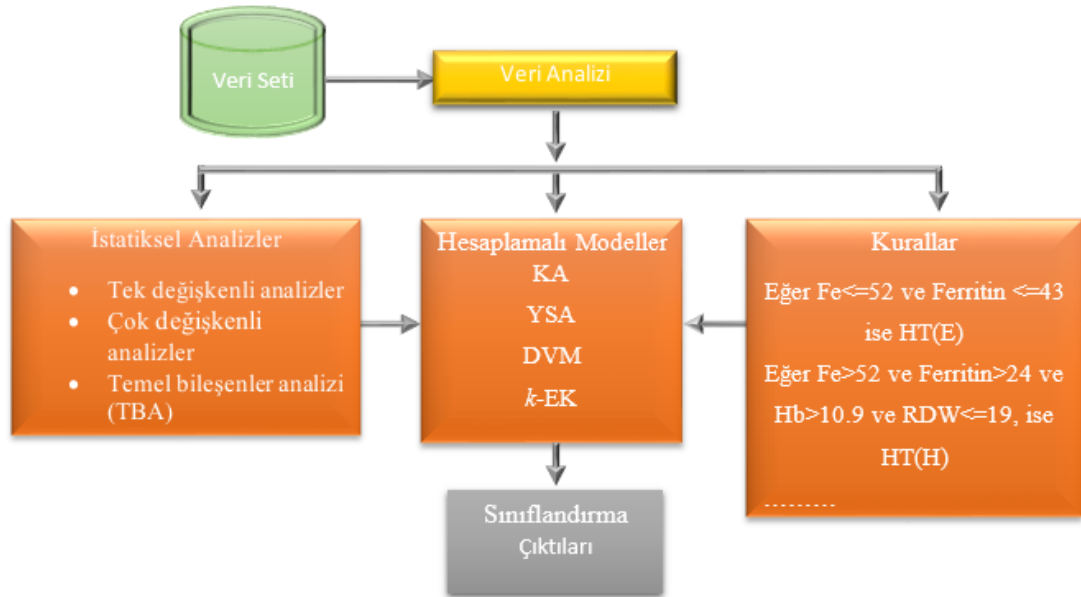 Veri Seti
Veri Analizi
İstatiksel Analizler
• Tek değişkenli analizler
• Çok değişkenli
analizler
• Temel bileşenler analizi
(TBA)
Hesaplamalı Modeller
KA
YSA
DVM
k-EK
Kurallar
Eğer Fe<=52 ve Ferritin <=43
ise HT(E)
Eğer Fe>52 ve Ferritin>24 ve
Hb>10.9 ve RDW<=19, ise
HT(H)
.........
Sınıflandırma
Çıktıları